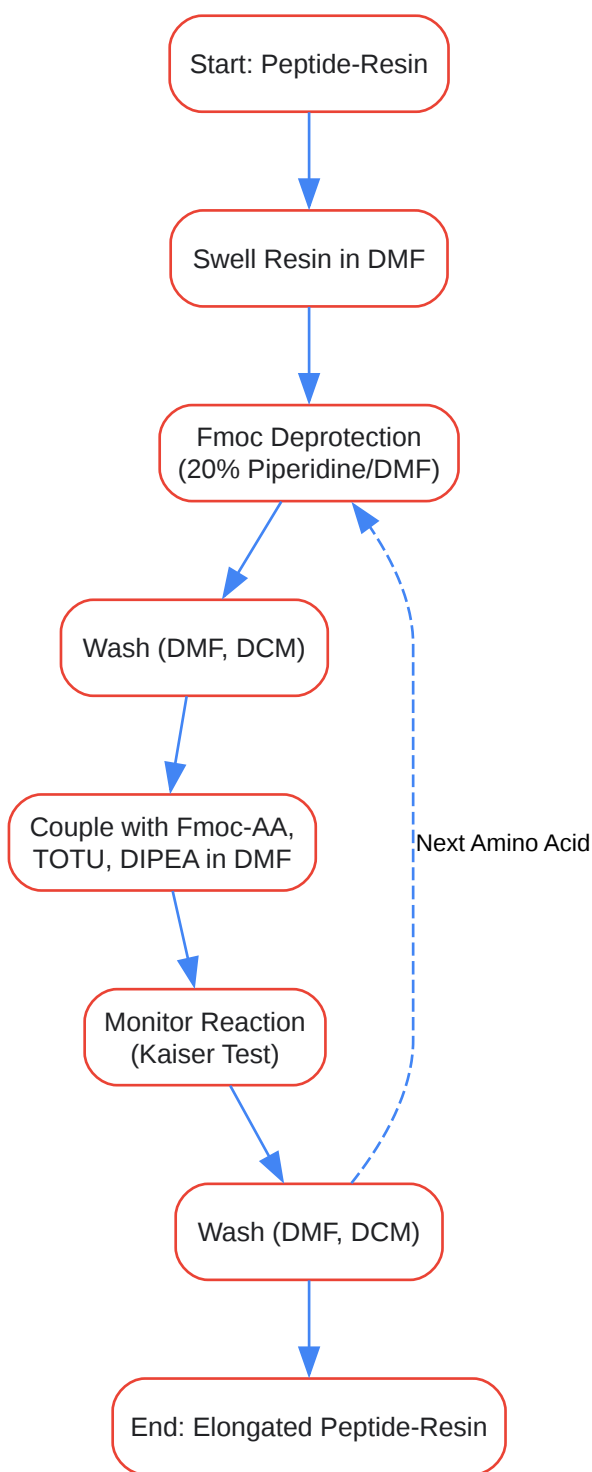 Start: Peptide-Resin
Swell Resin in DMF
Fmoc Deprotection
(20% Piperidine/DMF)
Wash (DMF, DCM)
Couple with Fmoc-AA,
TOTU, DIPEA in DMF
Next Amino Acid
Monitor Reaction
(Kaiser Test)
Wash (DMF, DCM)
End: Elongated Peptide-Resin